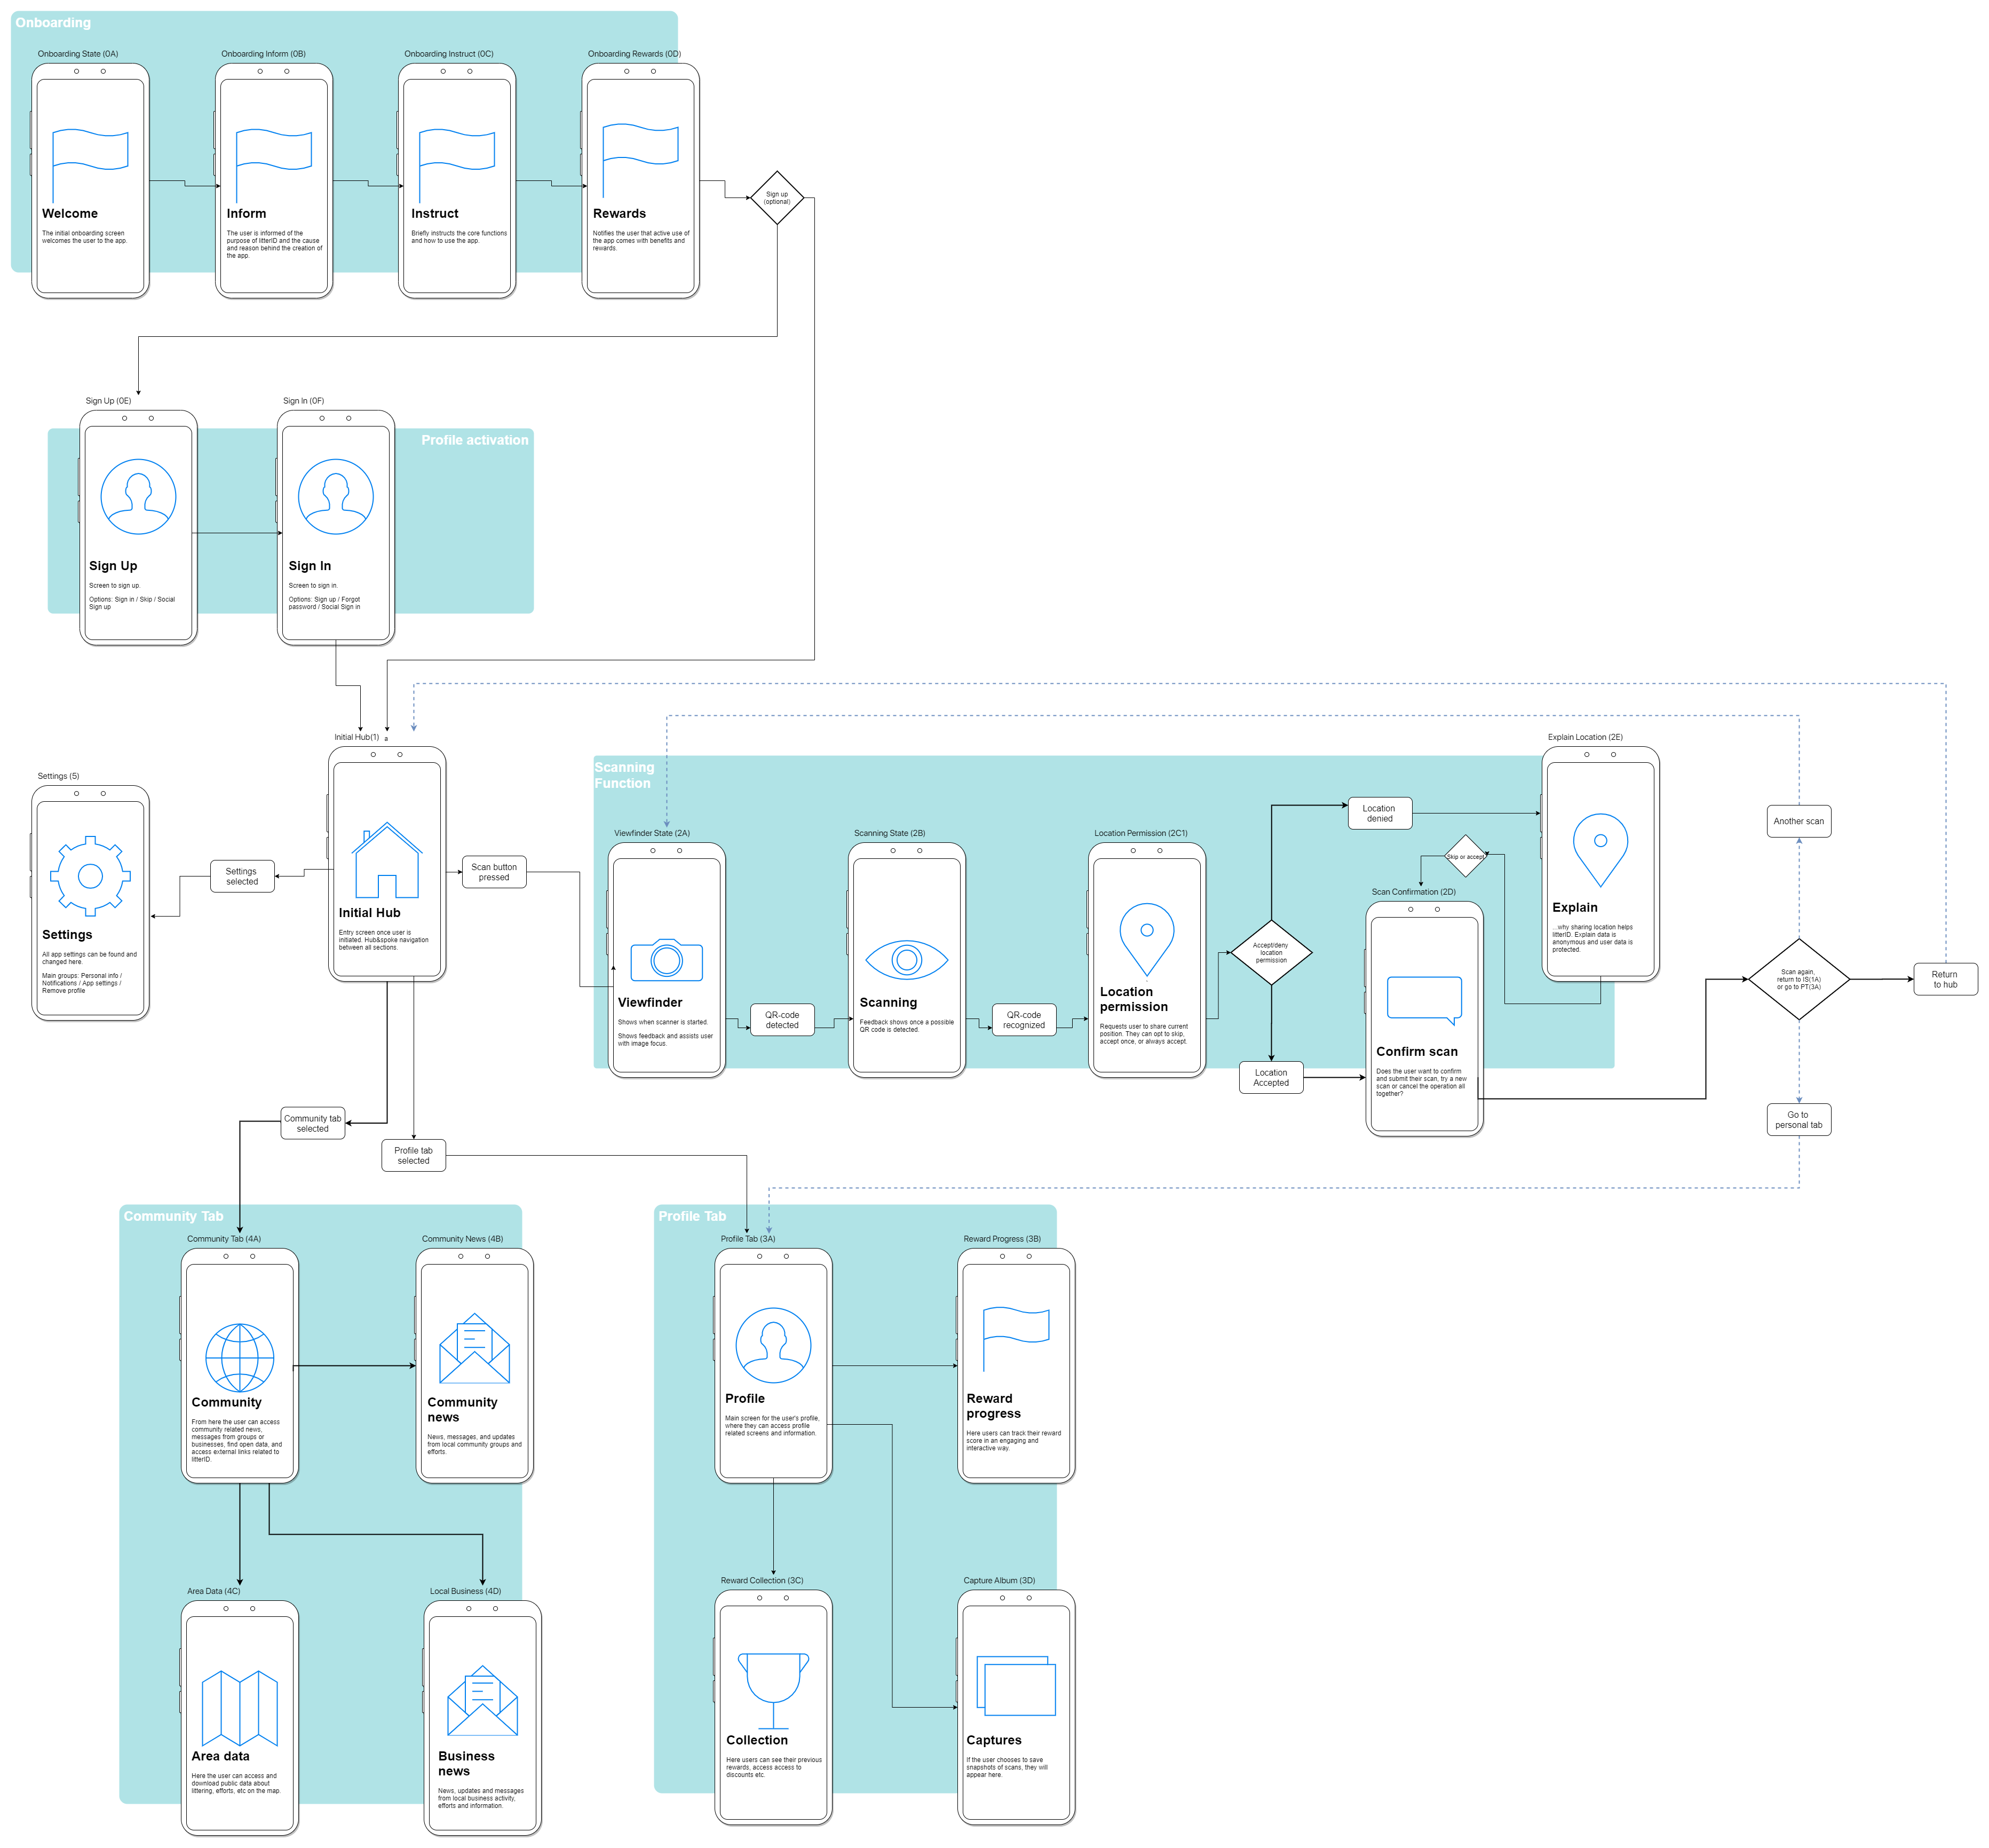 Onboarding
Onboarding State (0A)
Onboarding Inform (0B)
Onboarding Instruct (0C)
Onboarding Rewards (0D)
Welcome
The initial onboarding screen
welcomes the user to the app.
Inform
The user is informed of the
purpose of litterID and the cause
and reason behind the creation of
the app.
Instruct
Briefly instructs the core functions
and how to use the app.
Rewards
Notifies the user that active use of
the app comes with benefits and
rewards.
Sign up
(optional)
Sign Up (0E)
Sign In (0F)
Profile activation
Sign Up
Screen to sign up.
Options: Sign in / Skip / Social
Sign up
Sign In
Screen to sign in.
Options: Sign up / Forgot
password / Social Sign in
Initial Hub(1)
a
Settings (5)
Settings
All app settings can be found and
changed here.
Main groups: Personal info /
Notifications / App settings /
Remove profile
Settings
selected
Initial Hub
Entry screen once user is
initiated. Hub&spoke navigation
between all sections.
Scan button
pressed
Scanning
Function
Viewfinder State (2A)
Viewfinder
Shows when scanner is started.
Shows feedback and assists user
with image focus.
QR-code
detected
Scanning State (2B)
Scanning
Feedback shows once a possible
QR code is detected.
QR-code
recognized
Location Permission (2C1)
Location
permission
Requests user to share current
position. They can opt to skip,
accept once, or always accept.
Accept/deny
location
permission
Location
denied
Location
Accepted
Explain Location (2E)
Explain
...why sharing location helps
litterID. Explain data is
anonymous and user data is
protected.
Skip or accept
Scan Confirmation (2D)
Confirm scan
Does the user want to confirm
and submit their scan, try a new
scan or cancel the operation all
together?
Another scan
Scan again,
return to IS(1A)
or go to PT(3A)
Return
to hub
Go to
personal tab
Community tab
selected
Profile tab
selected
Community Tab
Community Tab (4A)
Community
From here the user can access
community related news,
messages from groups or
businesses, find open data, and
access external links related to
litterID.
Community News (4B)
Community
news
News, messages, and updates
from local community groups and
efforts.
Area Data (4C)
Area data
Here the user can access and
download public data about
littering, efforts, etc on the map.
Local Business (4D)
Business
news
News, updates and messages
from local business activity,
efforts and information.
Profile Tab
Profile Tab (3A)
Profile
Main screen for the user's profile,
where they can access profile
related screens and information.
Reward Progress (3B)
Reward
progress
Here users can track their reward
score in an engaging and
interactive way.
Reward Collection (3C)
Collection
Here users can see their previous
rewards, access access to
discounts etc.
Capture Album (3D)
Captures
If the user chooses to save
snapshots of scans, they will
appear here.